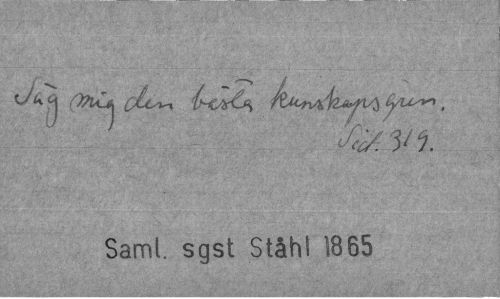 Säg mig den bästa kunskapsgren.
Sid. 319.
Saml. sgst Ståhl 1865